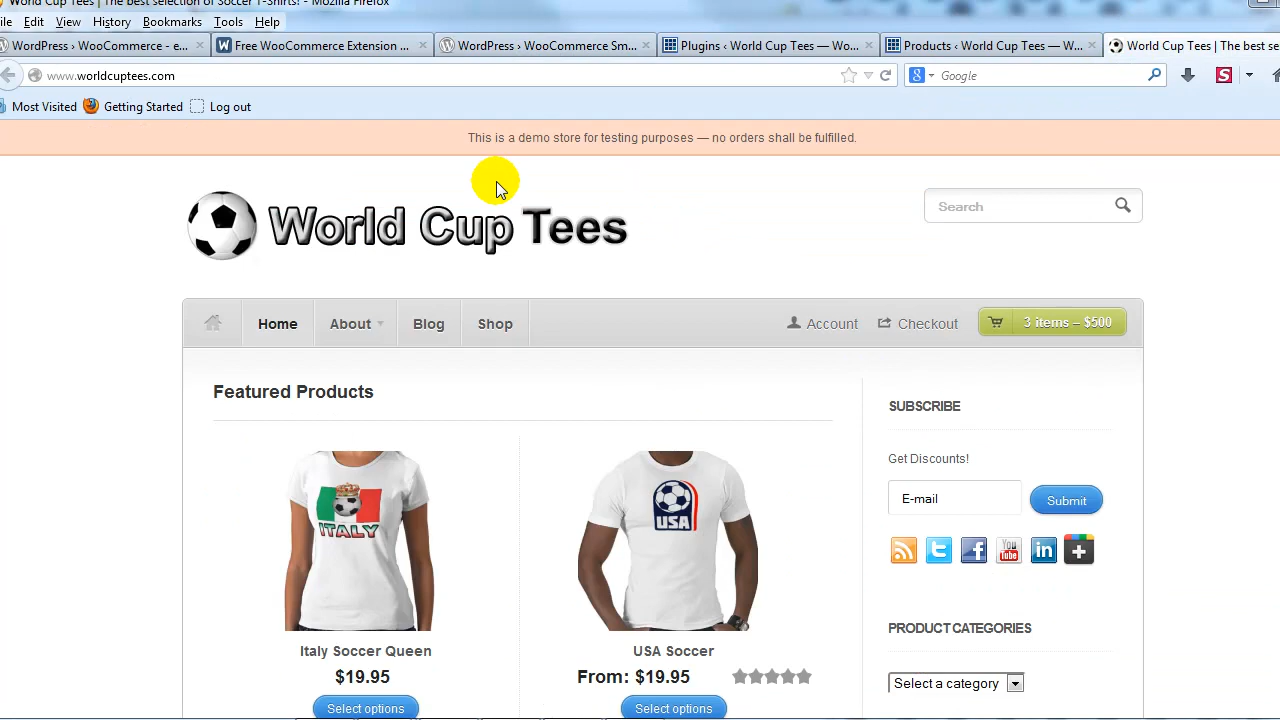 World Cup Tees | The best selection of Soccer T-Shirts! - Mozilla Firefox
ile Edit View History Bookmarks Tools Help
WordPress › WooCommerce - e...
Free WooCommerce Extension ...
WordPress › WooCommerce Sm...
Plugins ‹ World Cup Tees — Wo...
Products ‹ World Cup Tees — W...
World Cup Tees | The best se
www.worldcuptees.com
Google
Most Visited Getting Started Log out
This is a demo store for testing purposes — no orders shall be fulfilled.
World Cup Tees
Search
Home About Blog Shop Account Checkout 3 items – $500
Featured Products
SUBSCRIBE
Get Discounts!
E-mail Submit
ITALY
USA
You
Tube
Italy Soccer Queen
$19.95
Select options
USA Soccer
From: $19.95
Select options
PRODUCT CATEGORIES
Select a category